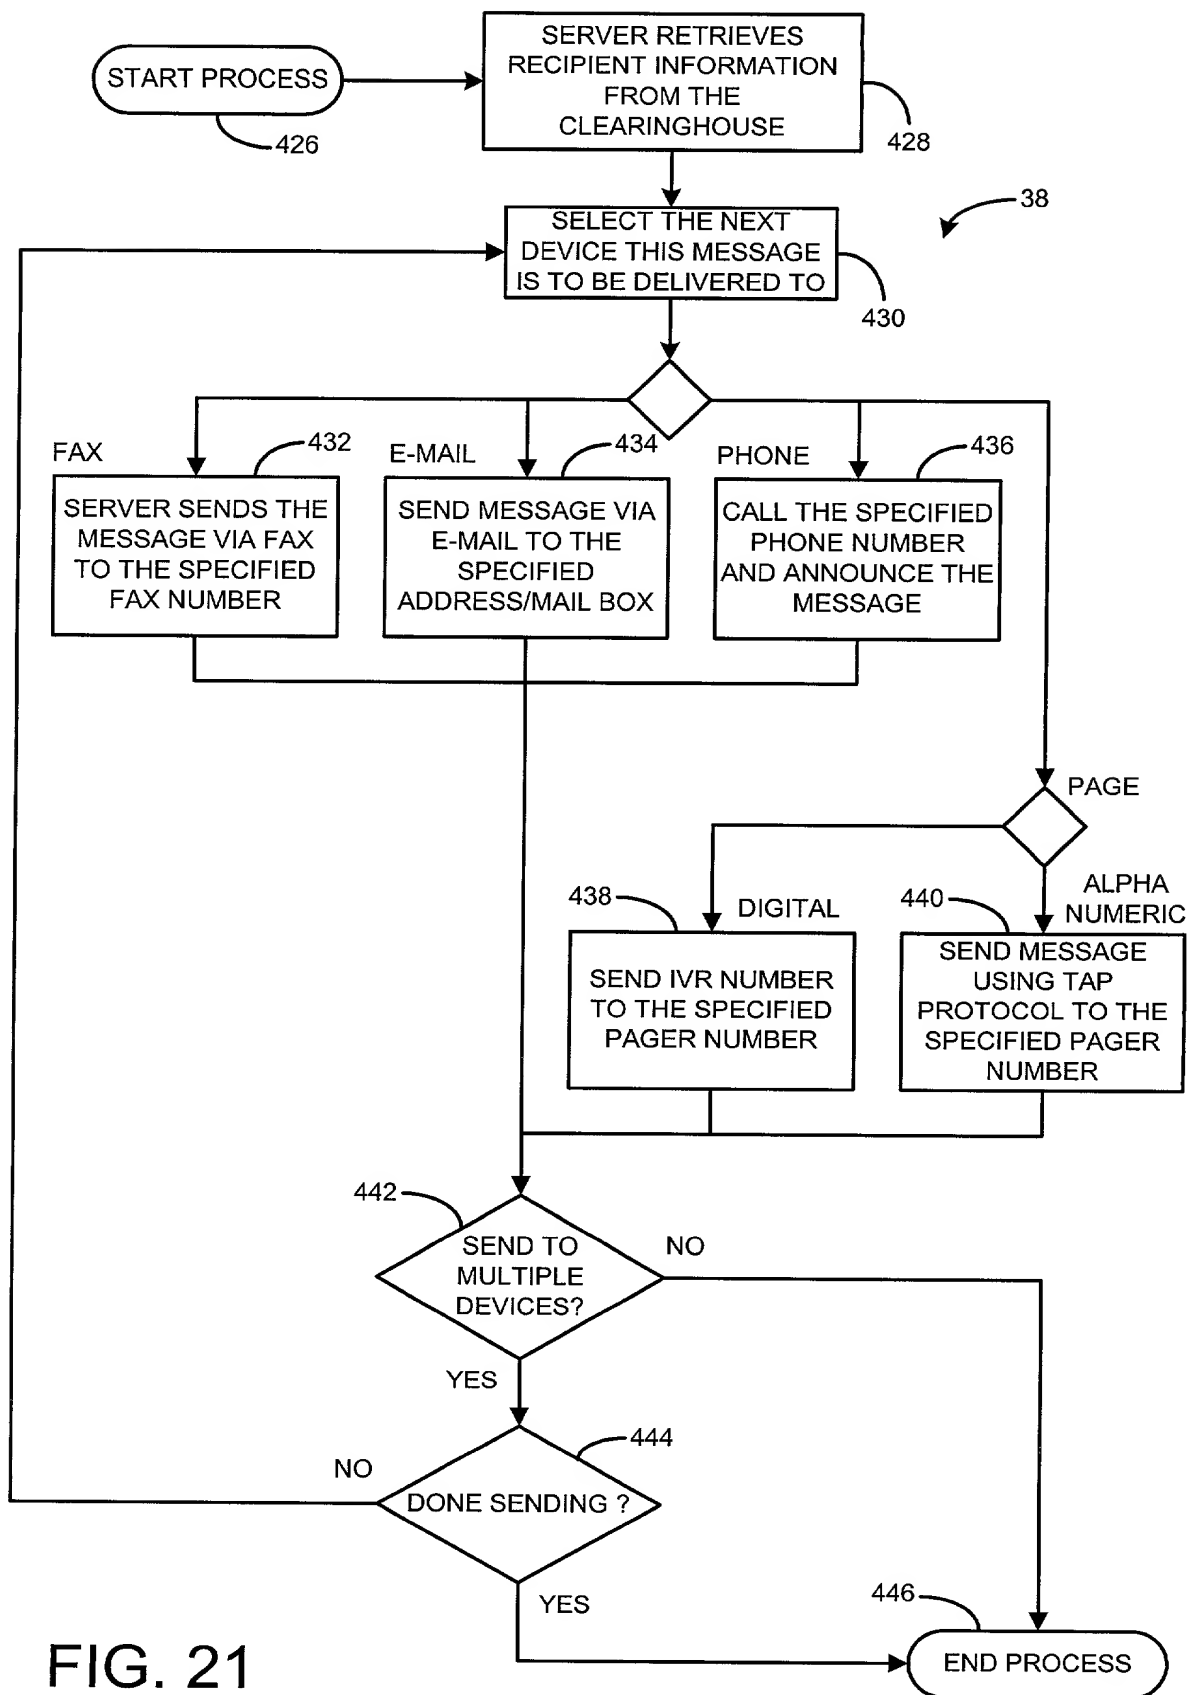 START PROCESS
426
SERVER RETRIEVES
RECIPIENT INFORMATION
FROM THE
CLEARINGHOUSE
428
38
SELECT THE NEXT
DEVICE THIS MESSAGE
IS TO BE DELIVERED TO
430
FAX
432
SERVER SENDS THE
MESSAGE VIA FAX
TO THE SPECIFIED
FAX NUMBER
E-MAIL
434
SEND MESSAGE VIA
E-MAIL TO THE
SPECIFIED
ADDRESS/MAIL BOX
PHONE
436
CALL THE SPECIFIED
PHONE NUMBER
AND ANNOUNCE THE
MESSAGE
PAGE
438
DIGITAL
SEND IVR NUMBER
TO THE SPECIFIED
PAGER NUMBER
440
ALPHA
NUMERIC
SEND MESSAGE
USING TAP
PROTOCOL TO THE
SPECIFIED PAGER
NUMBER
442
SEND TO
MULTIPLE
DEVICES?
NO
YES
444
NO
DONE SENDING ?
YES
446
END PROCESS
FIG. 21